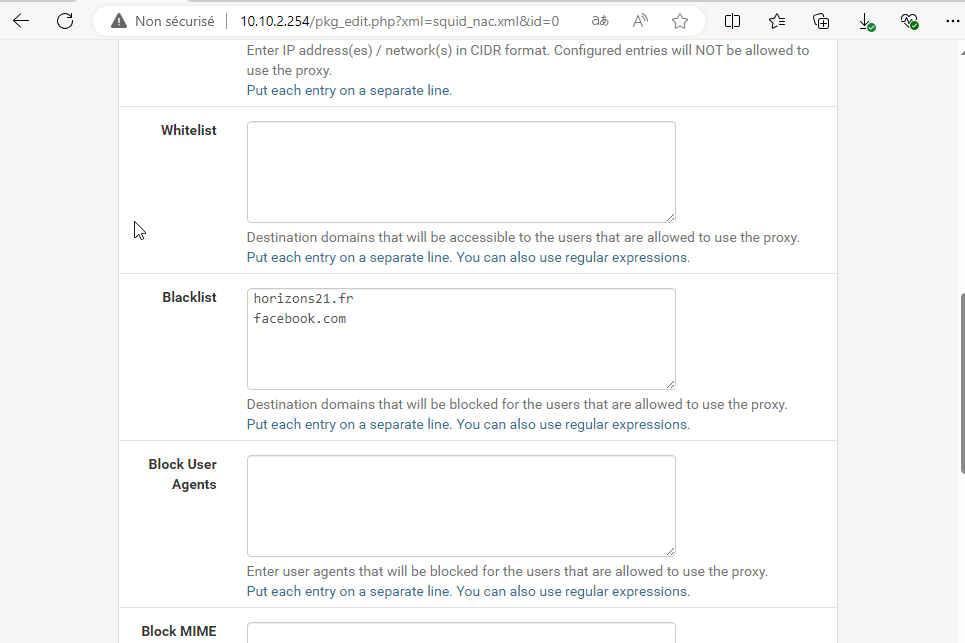 Non sécurisé 10.10.2.254/pkg_edit.php?xml=squid_nac.xml&id=0 aあ A
Enter IP address(es) / network(s) in CIDR format. Configured entries will NOT be allowed to
use the proxy.
Put each entry on a separate line.
Whitelist
Destination domains that will be accessible to the users that are allowed to use the proxy.
Put each entry on a separate line. You can also use regular expressions.
Blacklist
horizons21.fr
facebook.com
Destination domains that will be blocked for the users that are allowed to use the proxy.
Put each entry on a separate line. You can also use regular expressions.
Block User
Agents
Enter user agents that will be blocked for the users that are allowed to use the proxy.
Put each entry on a separate line. You can also use regular expressions.
Block MIME